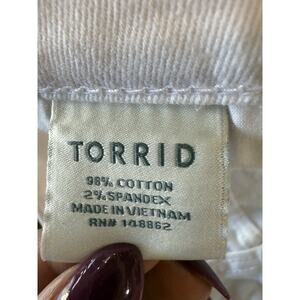 TORRID
98% COTTON
2% SPANDEX
MADE IN VIETNAM
RN# 148862